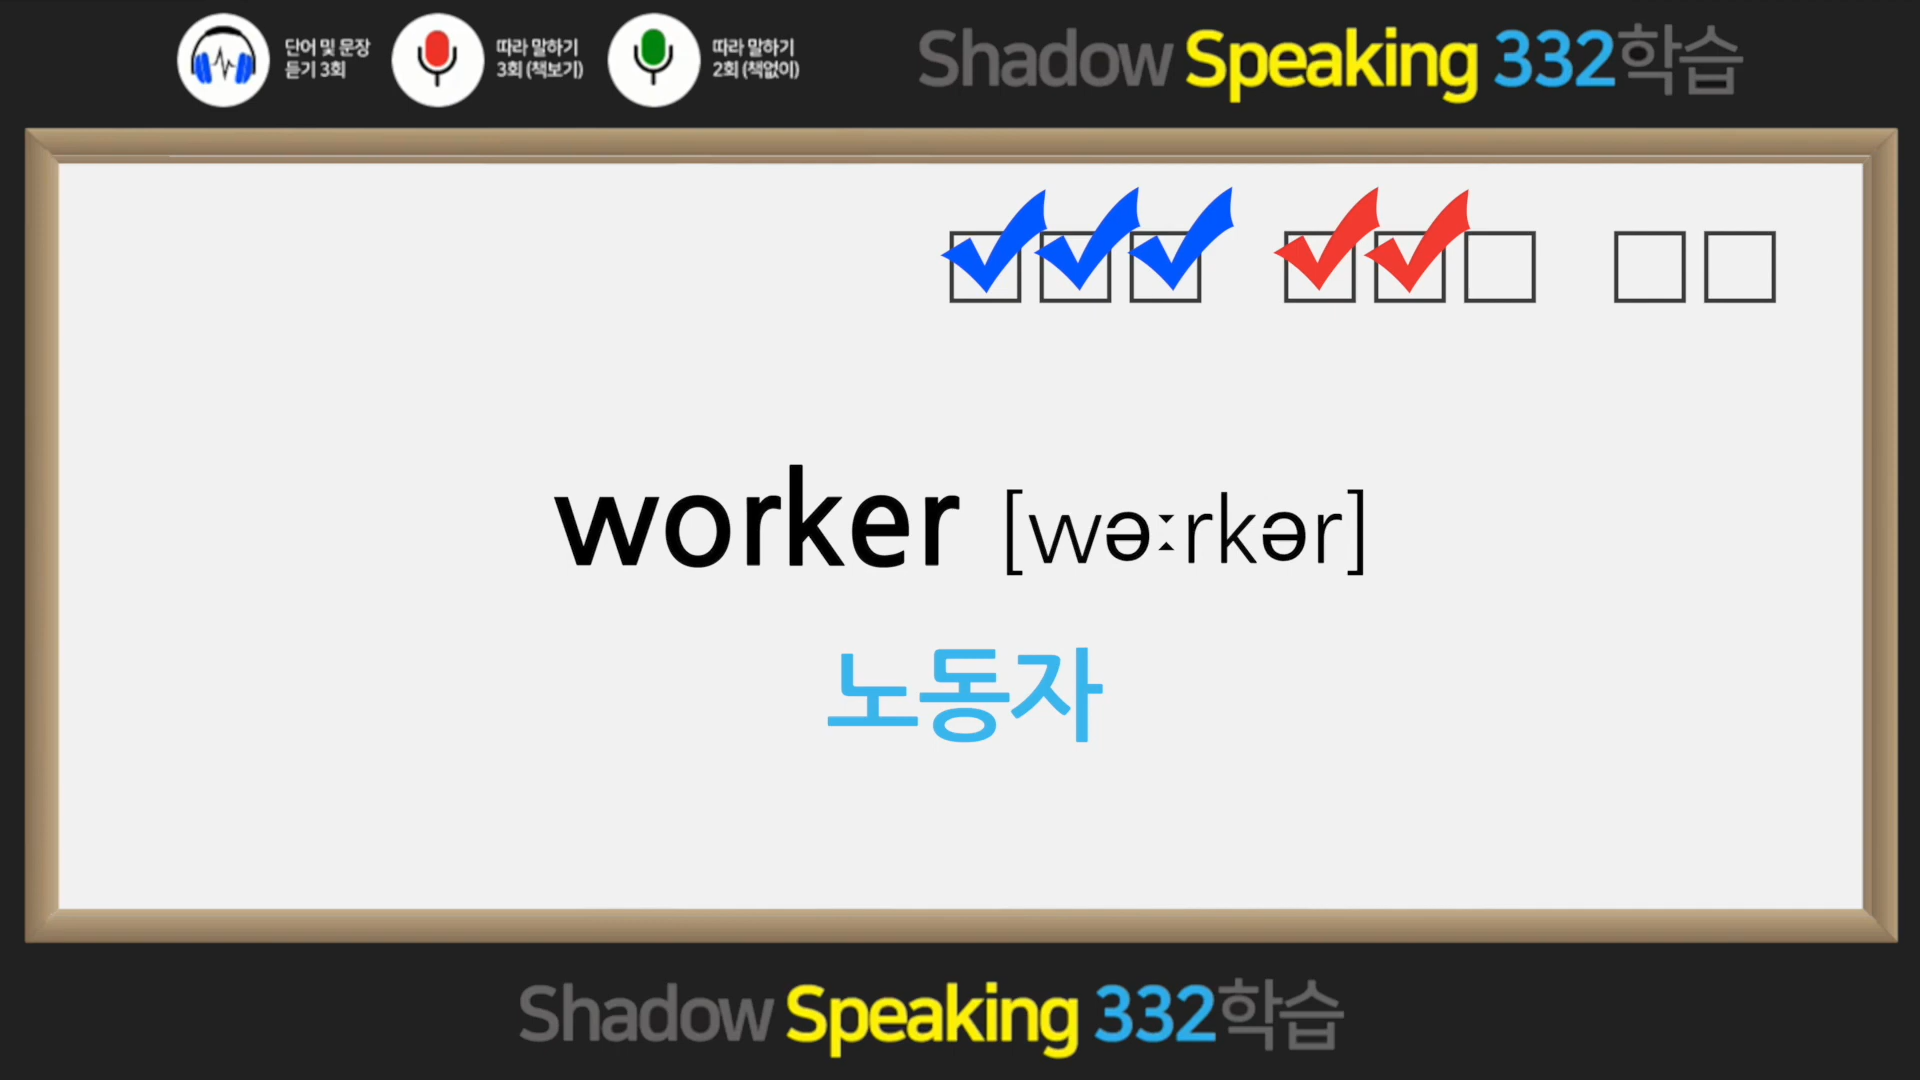 단어 및 문장
듣기 3회
따라 말하기
3회 (책보기)
따라 말하기
2회 (책없이)
Shadow Speaking 332학습
worker [wəːrkər]
노동자
Shadow Speaking 332학습